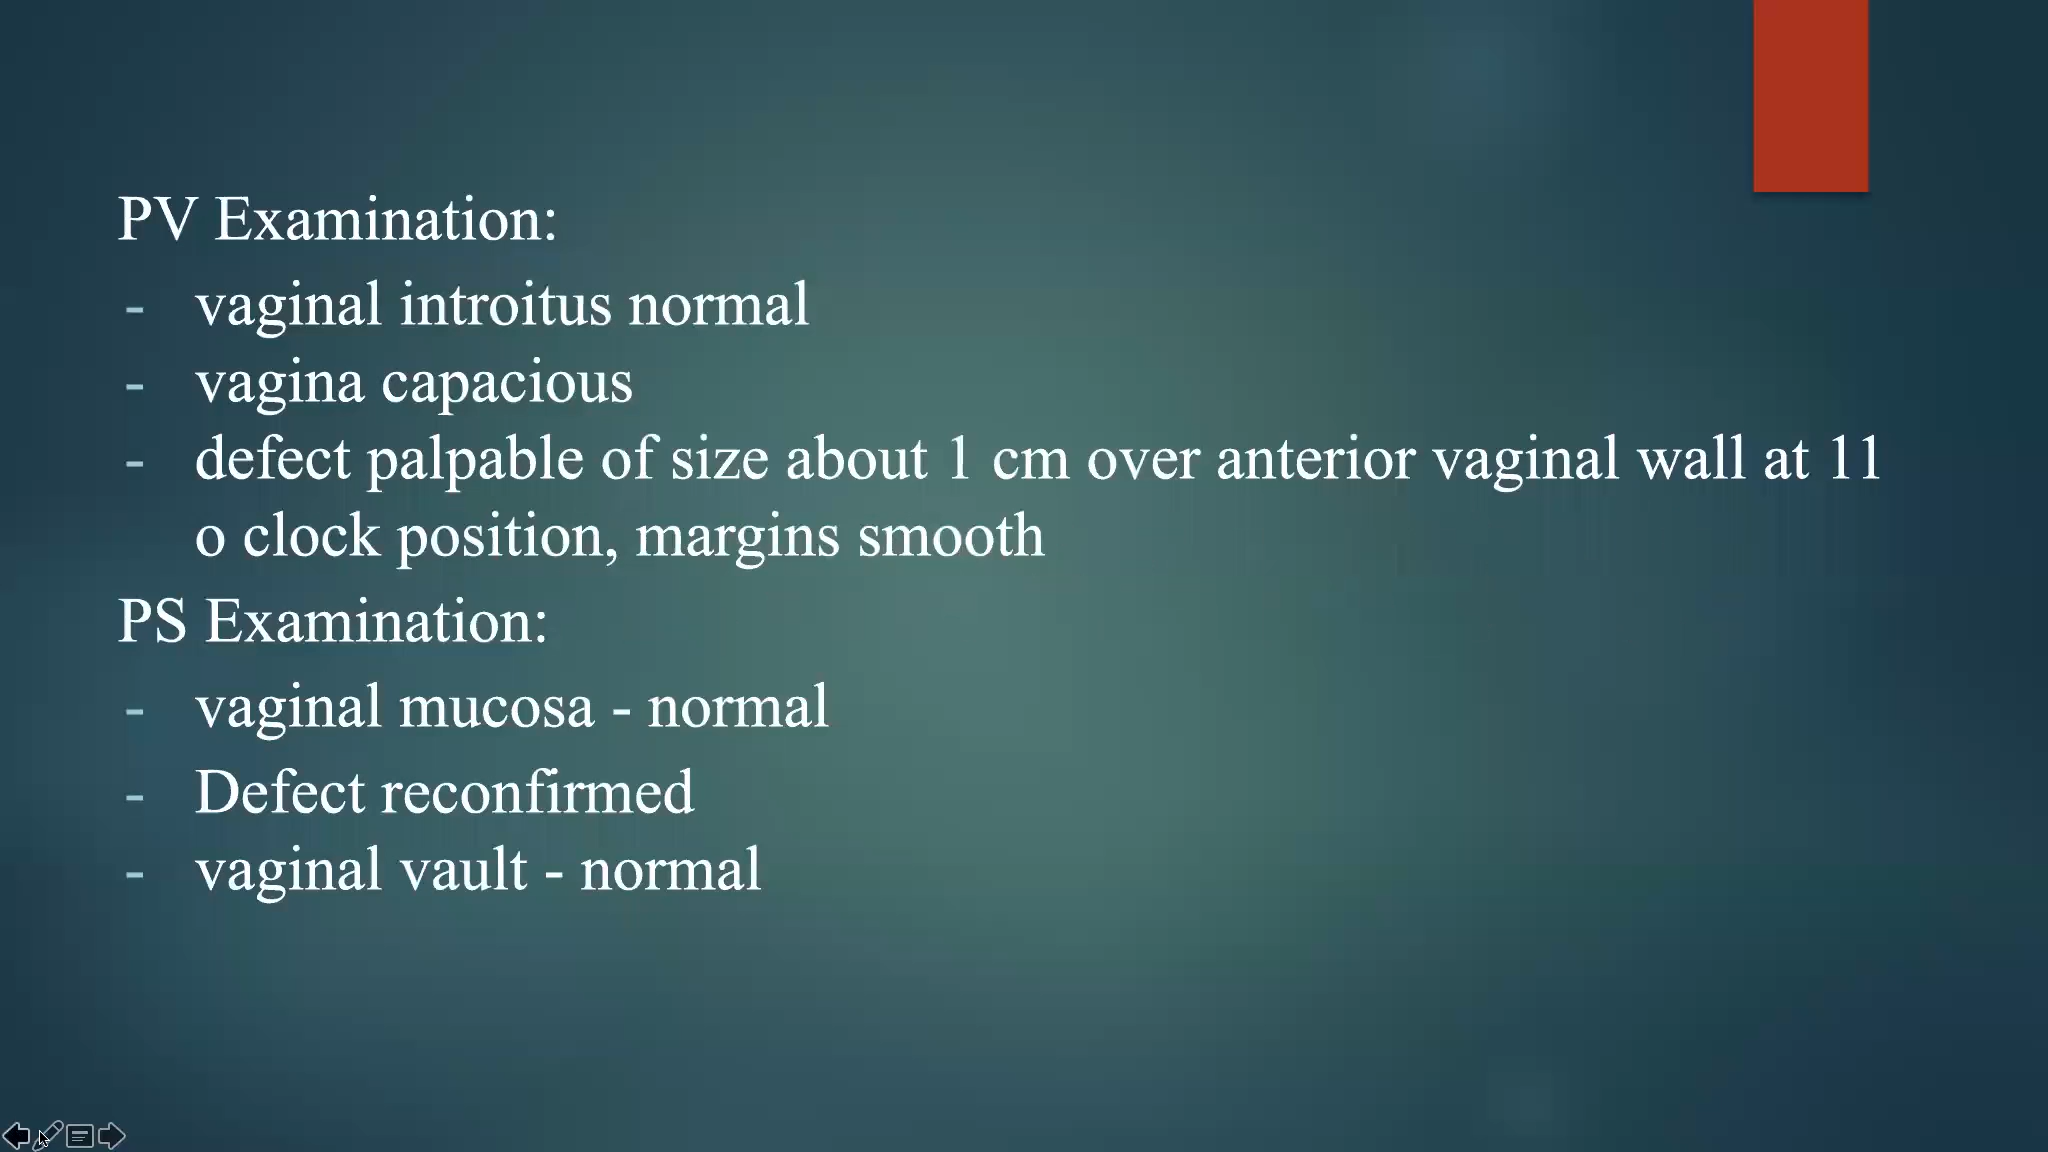 PV Examination:
- vaginal introitus normal
- vagina capacious
- defect palpable of size about 1 cm over anterior vaginal wall at 11
o clock position, margins smooth
PS Examination:
- vaginal mucosa - normal
- Defect reconfirmed
- vaginal vault - normal